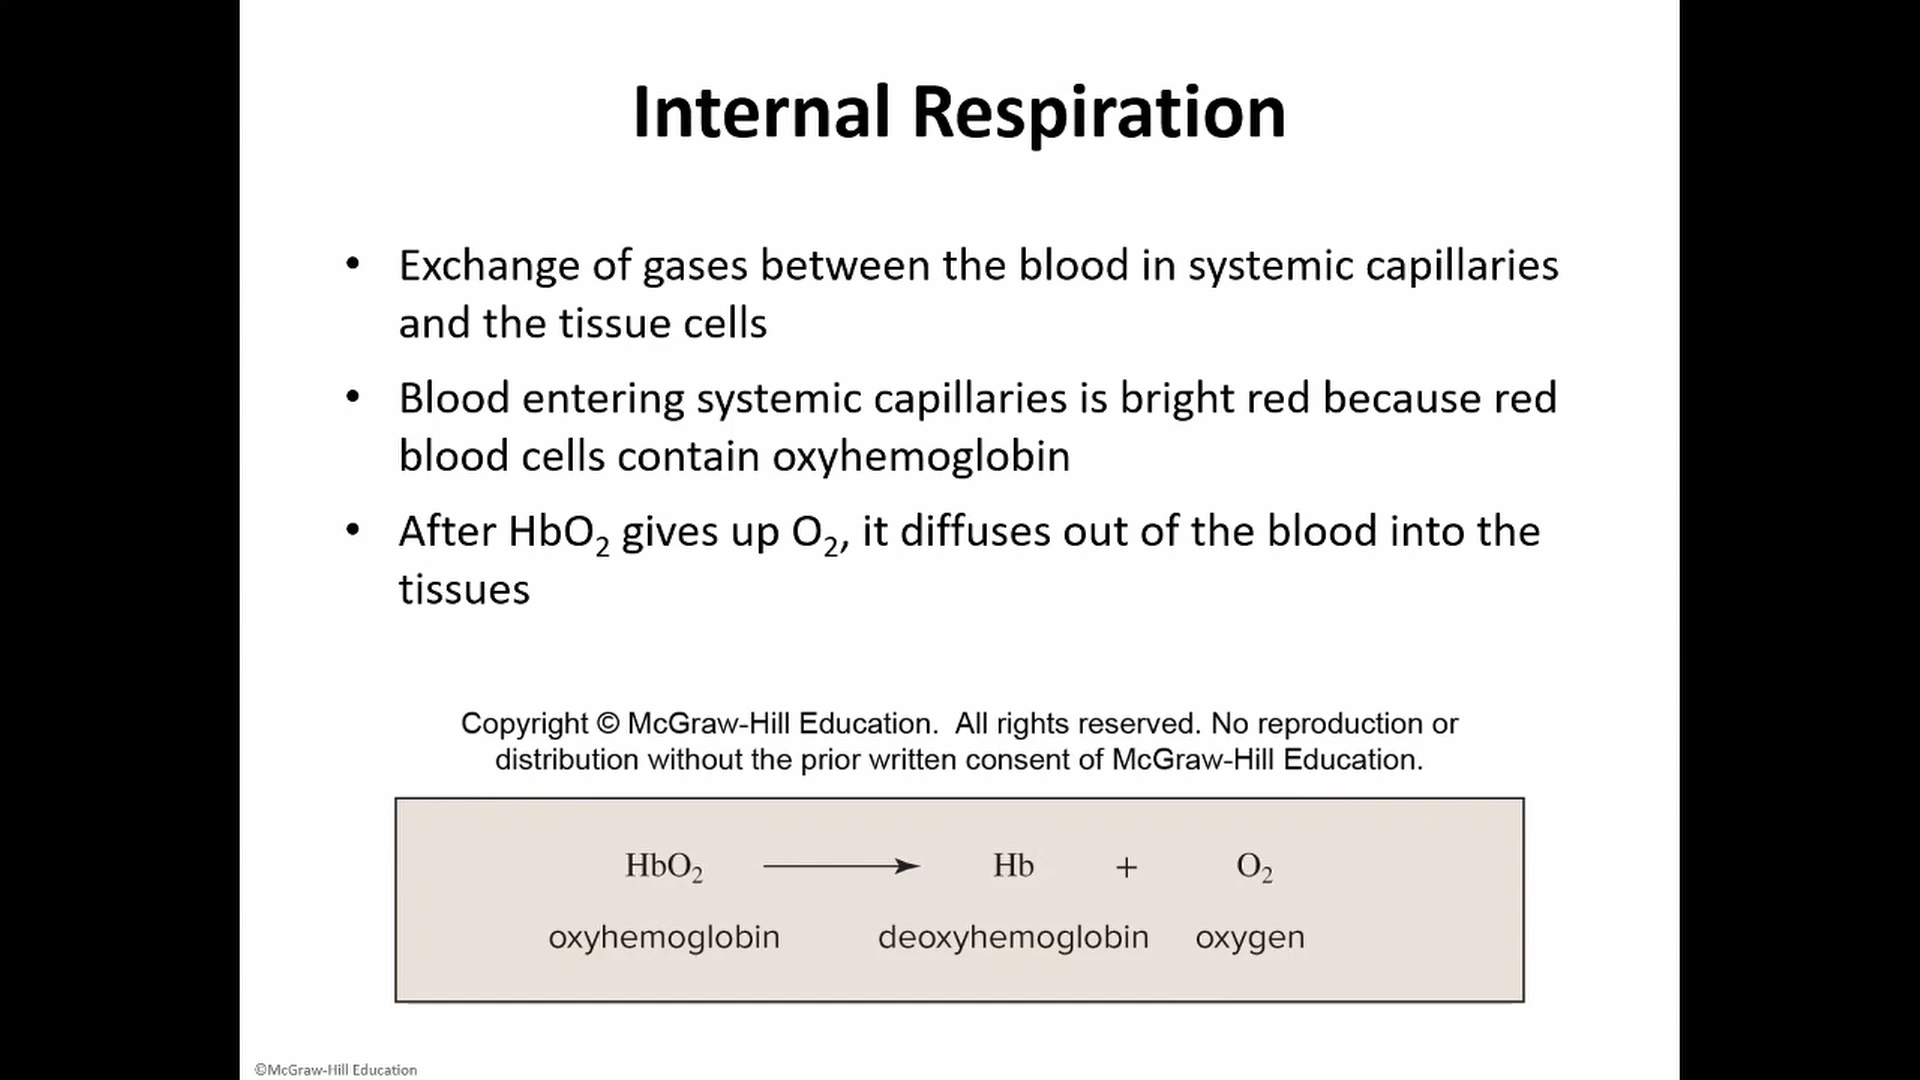 Internal Respiration
• Exchange of gases between the blood in systemic capillaries
and the tissue cells
• Blood entering systemic capillaries is bright red because red
blood cells contain oxyhemoglobin
• After HbO₂ gives up O₂, it diffuses out of the blood into the
tissues
Copyright © McGraw-Hill Education. All rights reserved. No reproduction or
distribution without the prior written consent of McGraw-Hill Education.
HbO₂ → Hb + O₂
oxyhemoglobin deoxyhemoglobin oxygen
©McGraw-Hill Education